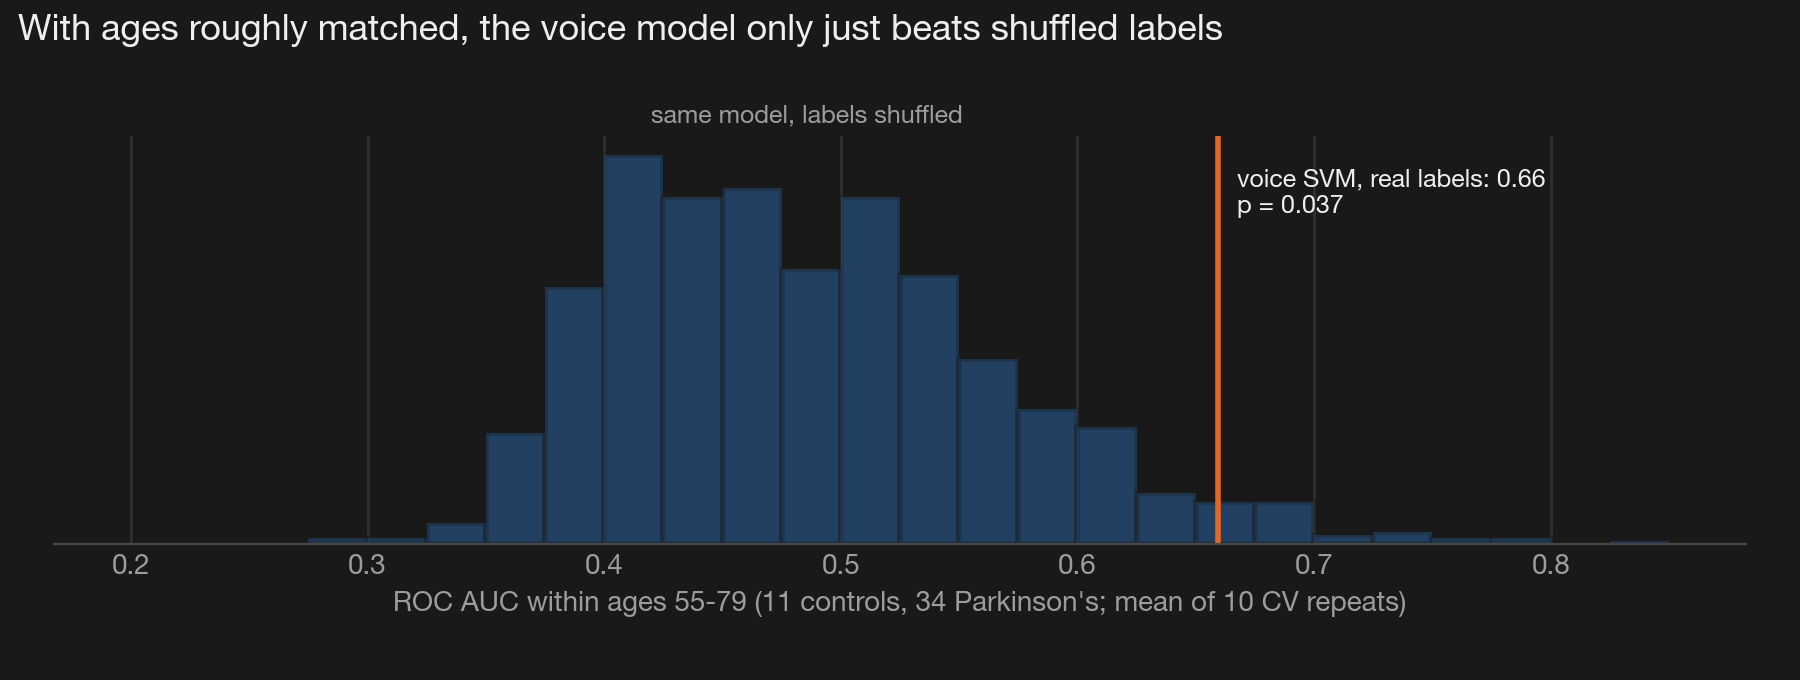 With ages roughly matched, the voice model only just beats shuffled labels
same model, labels shuffled
voice SVM, real labels: 0.66
p = 0.037
0.2 0.3 0.4 0.5 0.6 0.7 0.8
ROC AUC within ages 55-79 (11 controls, 34 Parkinson's; mean of 10 CV repeats)